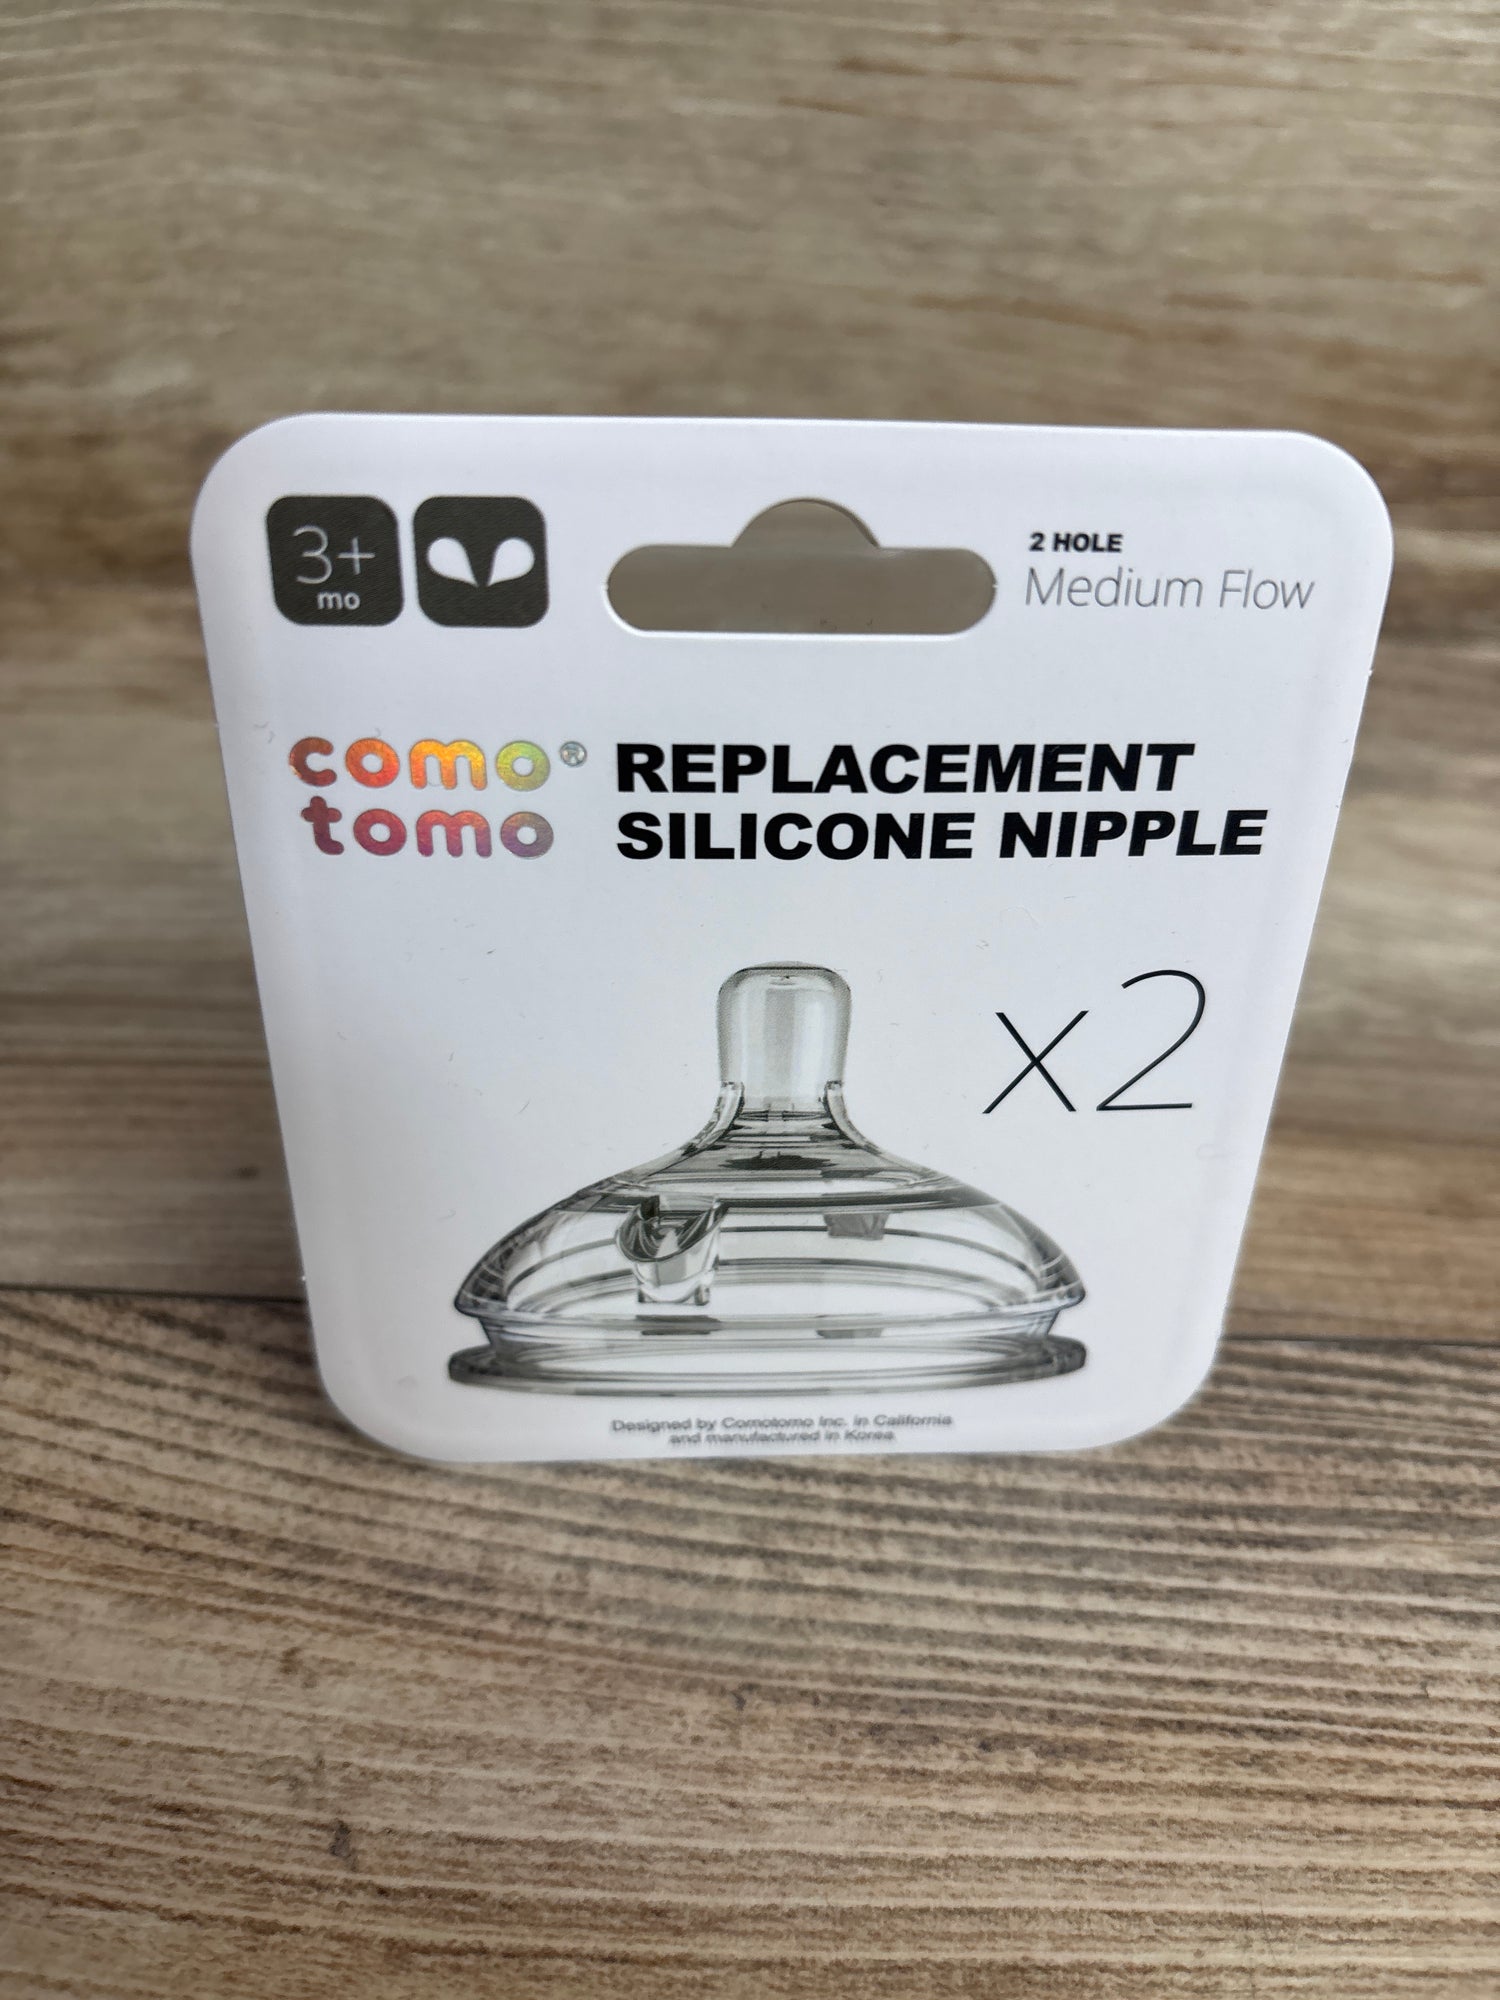 3+
mo
2 HOLE
Medium Flow
como®
tomo
REPLACEMENT
SILICONE NIPPLE
x2
Designed by Comotomo Inc. in California
and manufactured in Korea